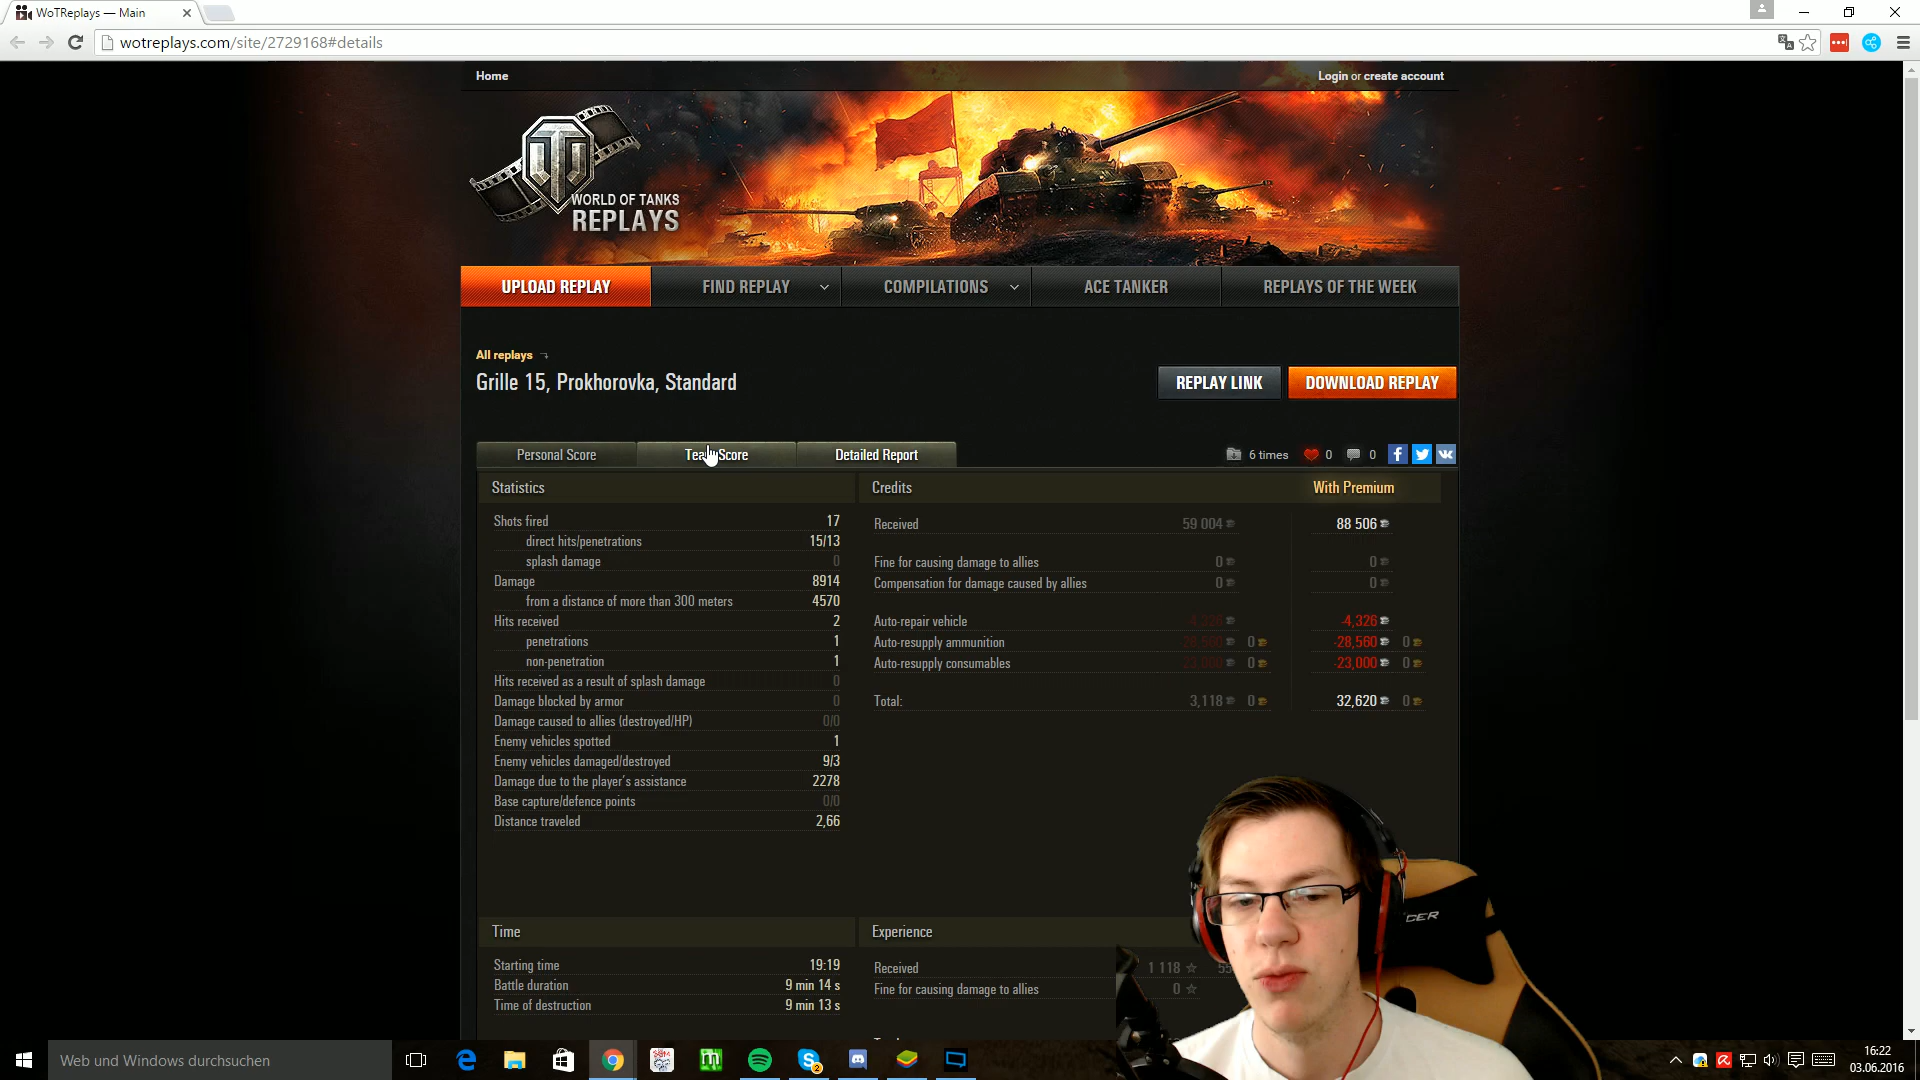 WoTReplays — Main
wotreplays.com/site/2729168#details
Home
Login or create account
WORLD OF TANKS
REPLAYS
UPLOAD REPLAY
FIND REPLAY
COMPILATIONS
ACE TANKER
REPLAYS OF THE WEEK
All replays
Grille 15, Prokhorovka, Standard
REPLAY LINK
DOWNLOAD REPLAY
Personal Score
Team Score
Detailed Report
6 times
0
0
Statistics
Credits
With Premium
Shots fired 17
direct hits/penetrations 15/13
splash damage 0
Damage 8914
from a distance of more than 300 meters 4570
Hits received 2
penetrations 1
non-penetration 1
Hits received as a result of splash damage 0
Damage blocked by armor 0
Damage caused to allies (destroyed/HP) 0/0
Enemy vehicles spotted 1
Enemy vehicles damaged/destroyed 9/3
Damage due to the player's assistance 2278
Base capture/defence points 0/0
Distance traveled 2,66
Received 59 004 88 506
Fine for causing damage to allies 0 0
Compensation for damage caused by allies 0 0
Auto-repair vehicle -4,326 -4,326
Auto-resupply ammunition -28,560 0 -28,560 0
Auto-resupply consumables -23,000 0 -23,000 0
Total: 3,118 0 32,620 0
Time
Starting time 19:19
Battle duration 9 min 14 s
Time of destruction 9 min 13 s
Experience
Received 1 118
Fine for causing damage to allies 0
CER
Web und Windows durchsuchen
2
16:22
03.06.2016